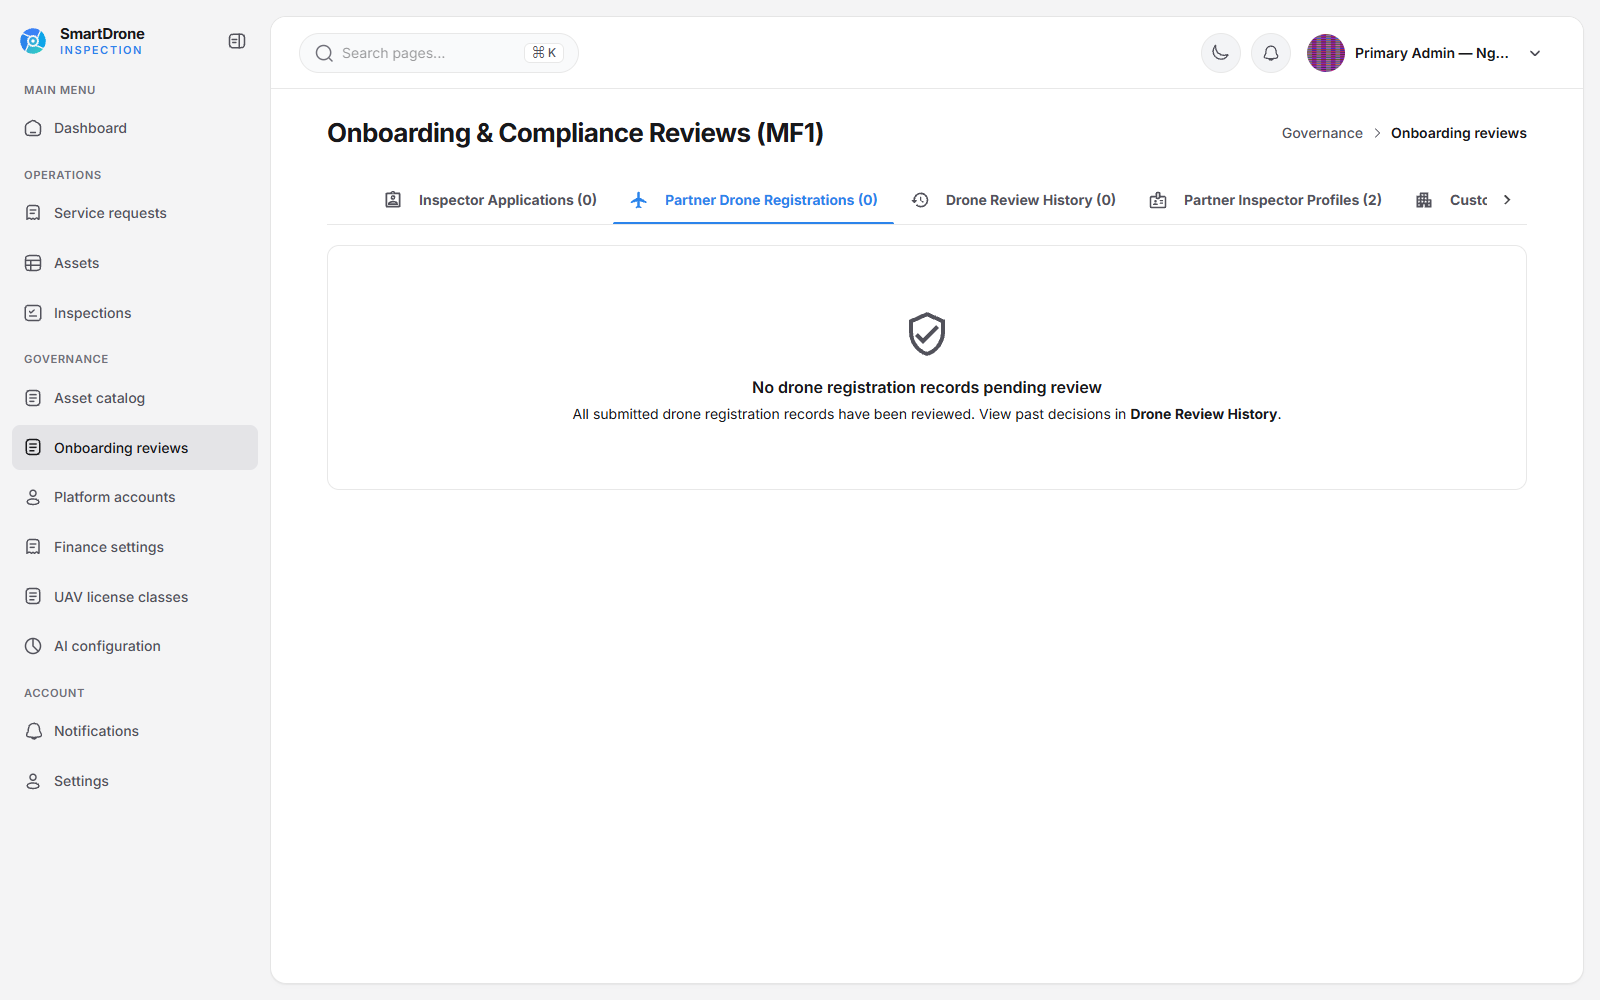 SmartDrone
INSPECTION
MAIN MENU
Dashboard
OPERATIONS
Service requests
Assets
Inspections
GOVERNANCE
Asset catalog
Onboarding reviews
Platform accounts
Finance settings
UAV license classes
AI configuration
ACCOUNT
Notifications
Settings
Search pages...
⌘ K
Primary Admin — Ng...
Onboarding & Compliance Reviews (MF1)
Governance > Onboarding reviews
Inspector Applications (0)
Partner Drone Registrations (0)
Drone Review History (0)
Partner Inspector Profiles (2)
Custo
No drone registration records pending review
All submitted drone registration records have been reviewed. View past decisions in Drone Review History.